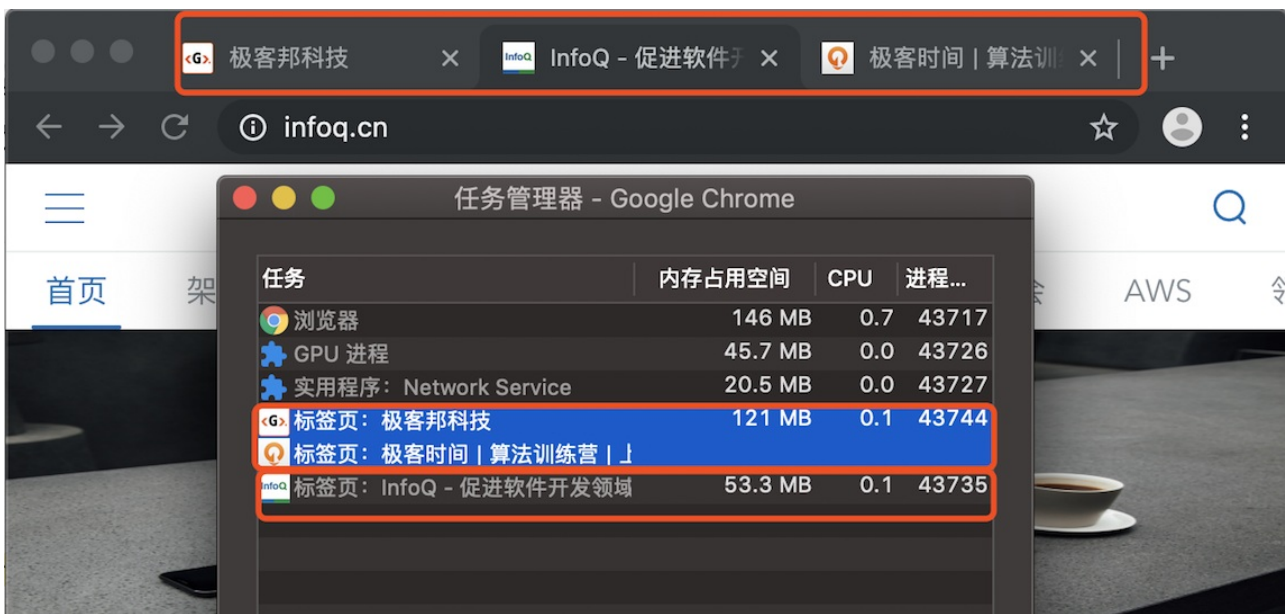 极客邦科技 InfoQ - 促进软件开 极客时间 | 算法训
infoq.cn
任务管理器 - Google Chrome
首页 架 AWS
任务 内存占用空间 CPU 进程...
浏览器 146 MB 0.7 43717
GPU 进程 45.7 MB 0.0 43726
实用程序：Network Service 20.5 MB 0.0 43727
<G> 标签页：极客邦科技 121 MB 0.1 43744
标签页：极客时间 | 算法训练营 | 上
InfoQ 标签页：InfoQ - 促进软件开发领域 53.3 MB 0.1 43735